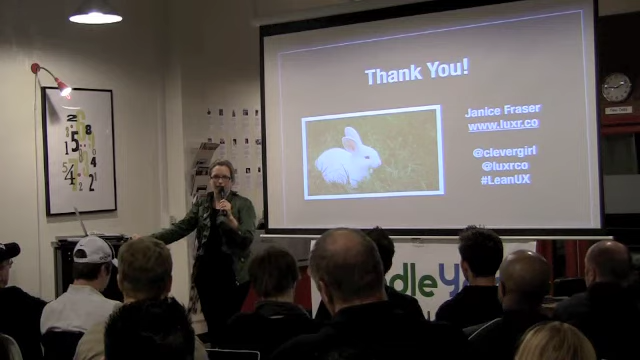 Thank You!
Janice Fraser
www.luxr.co
@clevergirl
@luxrco
#LeanUX